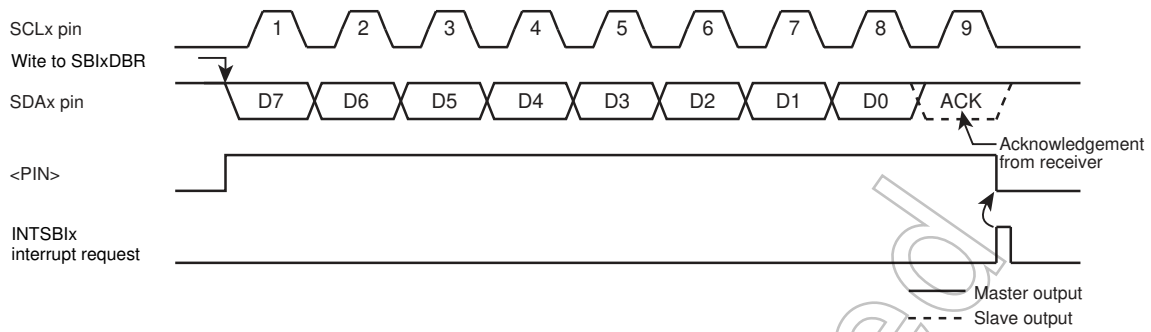 SCLx pin
1 2 3 4 5 6 7 8 9
Wite to SBIxDBR
SDAx pin
D7 D6 D5 D4 D3 D2 D1 D0 ACK
Acknowledgement
from receiver
<PIN>
INTSBIx
interrupt request
Master output
Slave output